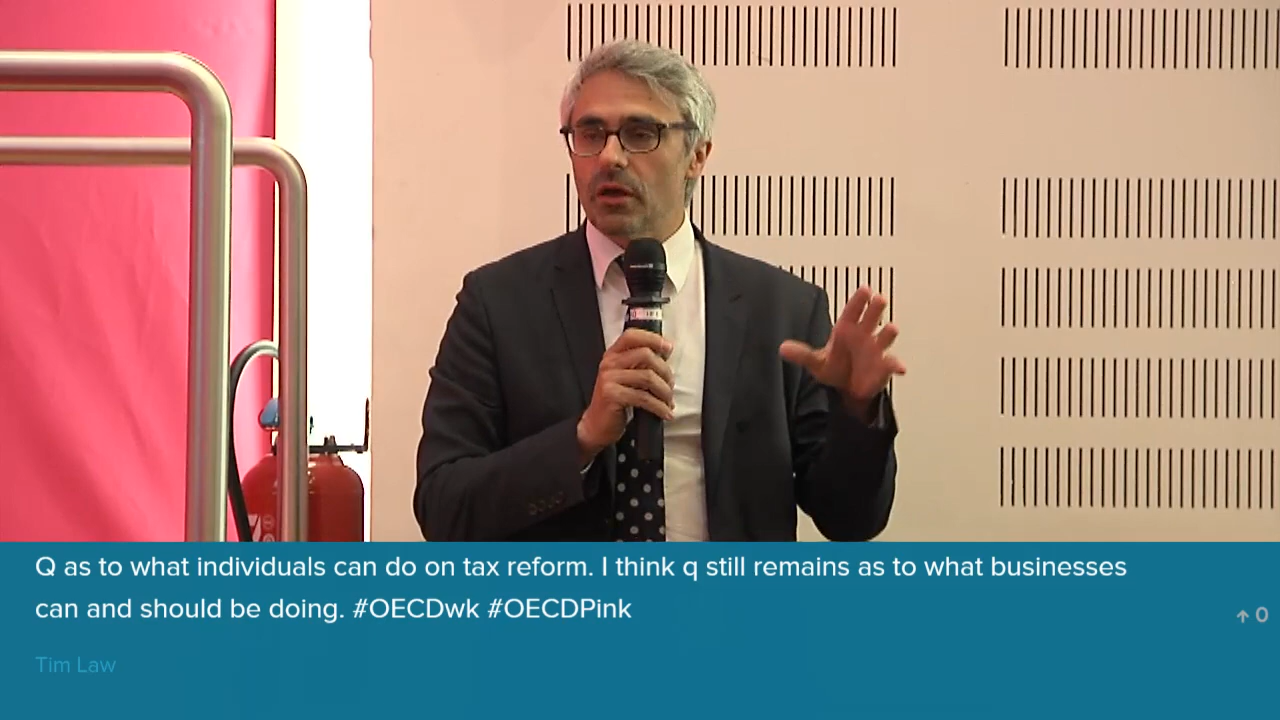 Q as to what individuals can do on tax reform. I think q still remains as to what businesses
can and should be doing. #OECDwk #OECDPink
0
Tim Law